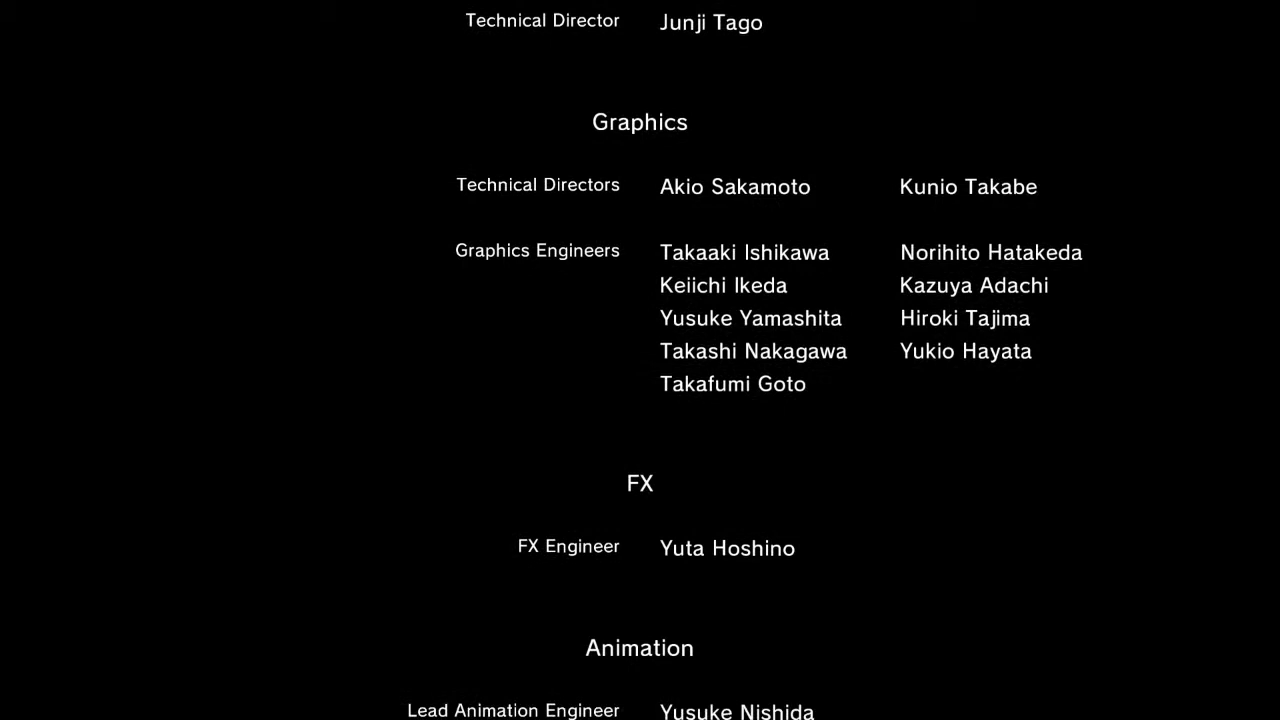 Technical Director Junji Tago
Graphics
Technical Directors Akio Sakamoto Kunio Takabe
Graphics Engineers Takaaki Ishikawa Norihito Hatakeda
Keiichi Ikeda Kazuya Adachi
Yusuke Yamashita Hiroki Tajima
Takashi Nakagawa Yukio Hayata
Takafumi Goto
FX
FX Engineer Yuta Hoshino
Animation
Lead Animation Engineer Yusuke Nishida